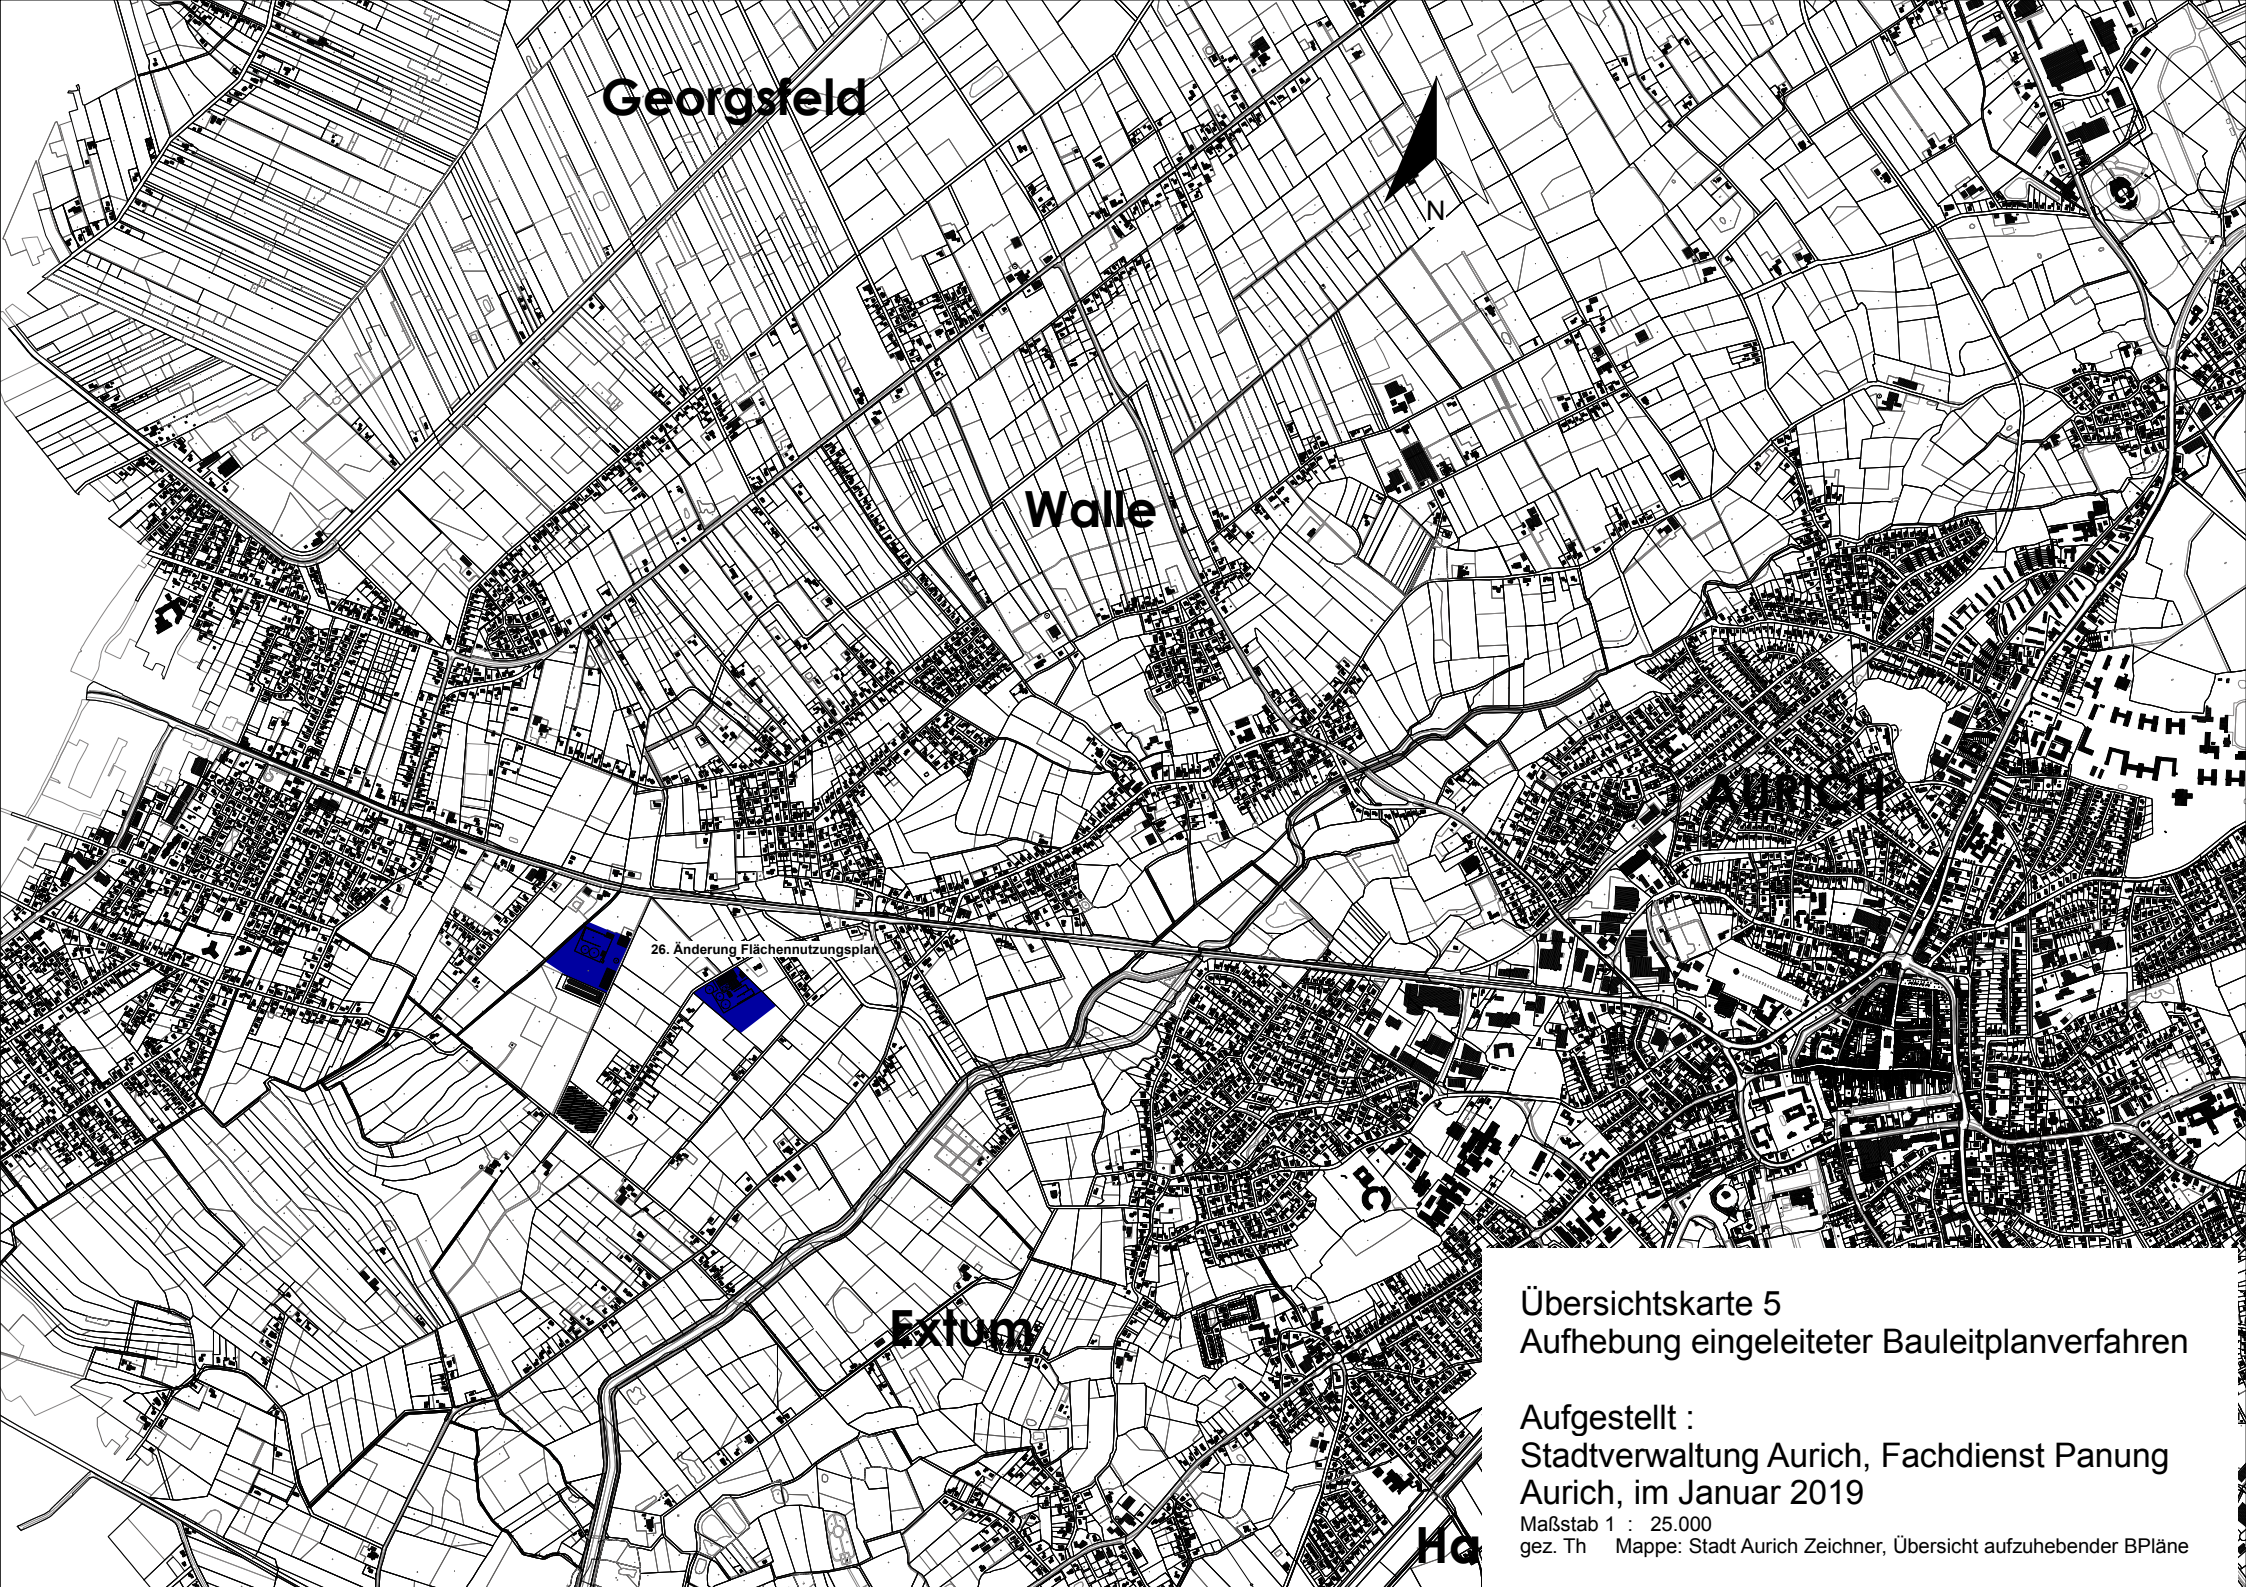 Georgsfeld
N
Walle
AURICH
26. Änderung Flächennutzungsplan
Extum
Übersichtskarte 5
Aufhebung eingeleiteter Bauleitplanverfahren
Aufgestellt :
Stadtverwaltung Aurich, Fachdienst Panung
Aurich, im Januar 2019
Maßstab 1 : 25.000
gez. Th Mappe: Stadt Aurich Zeichner, Übersicht aufzuhebender BPläne
Ha